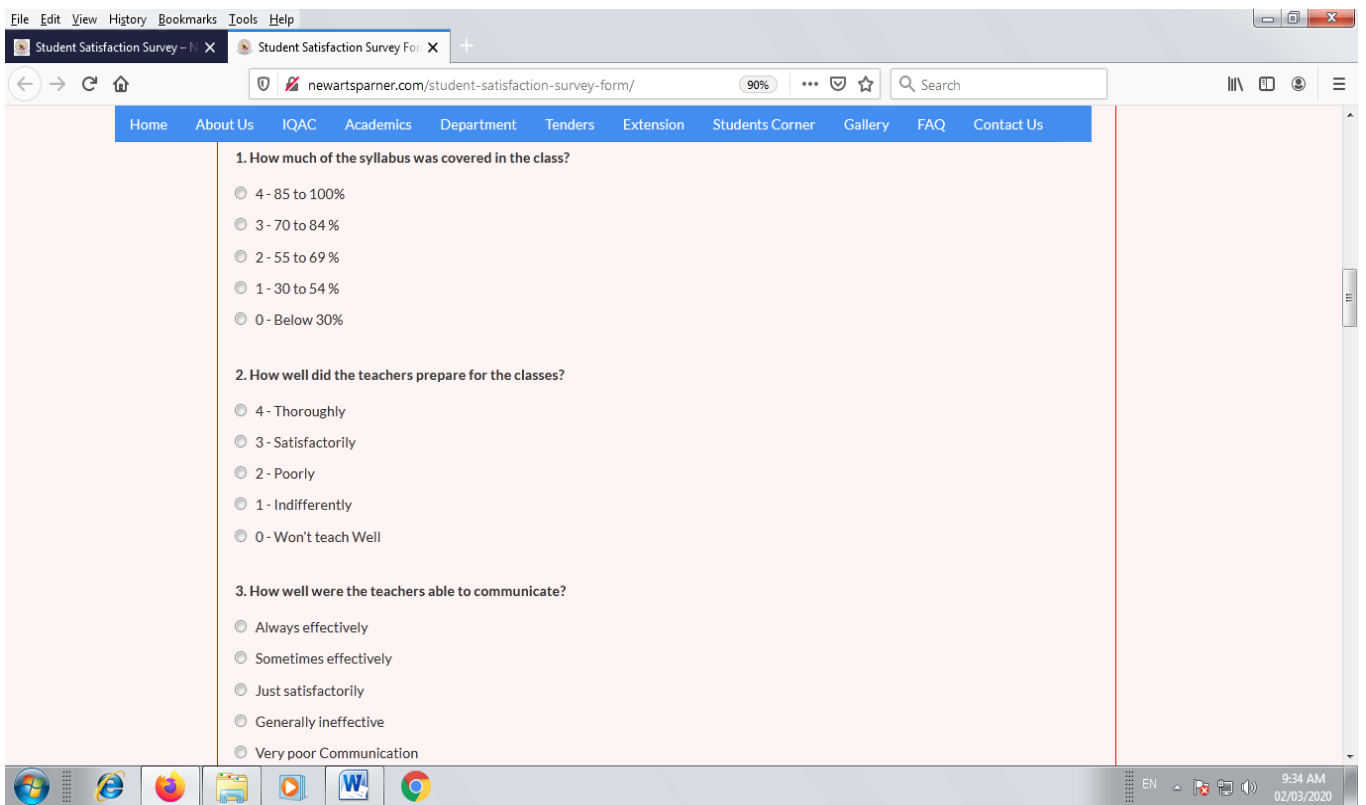 File Edit View History Bookmarks Tools Help
Student Satisfaction Survey – N
Student Satisfaction Survey For
newartsparner.com/student-satisfaction-survey-form/
90%
Search
Home About Us IQAC Academics Department Tenders Extension Students Corner Gallery FAQ Contact Us
1. How much of the syllabus was covered in the class?
4 - 85 to 100%
3 - 70 to 84 %
2 - 55 to 69 %
1 - 30 to 54 %
0 - Below 30%
2. How well did the teachers prepare for the classes?
4 - Thoroughly
3 - Satisfactorily
2 - Poorly
1 - Indifferently
0 - Won't teach Well
3. How well were the teachers able to communicate?
Always effectively
Sometimes effectively
Just satisfactorily
Generally ineffective
Very poor Communication
EN
9:34 AM
02/03/2020